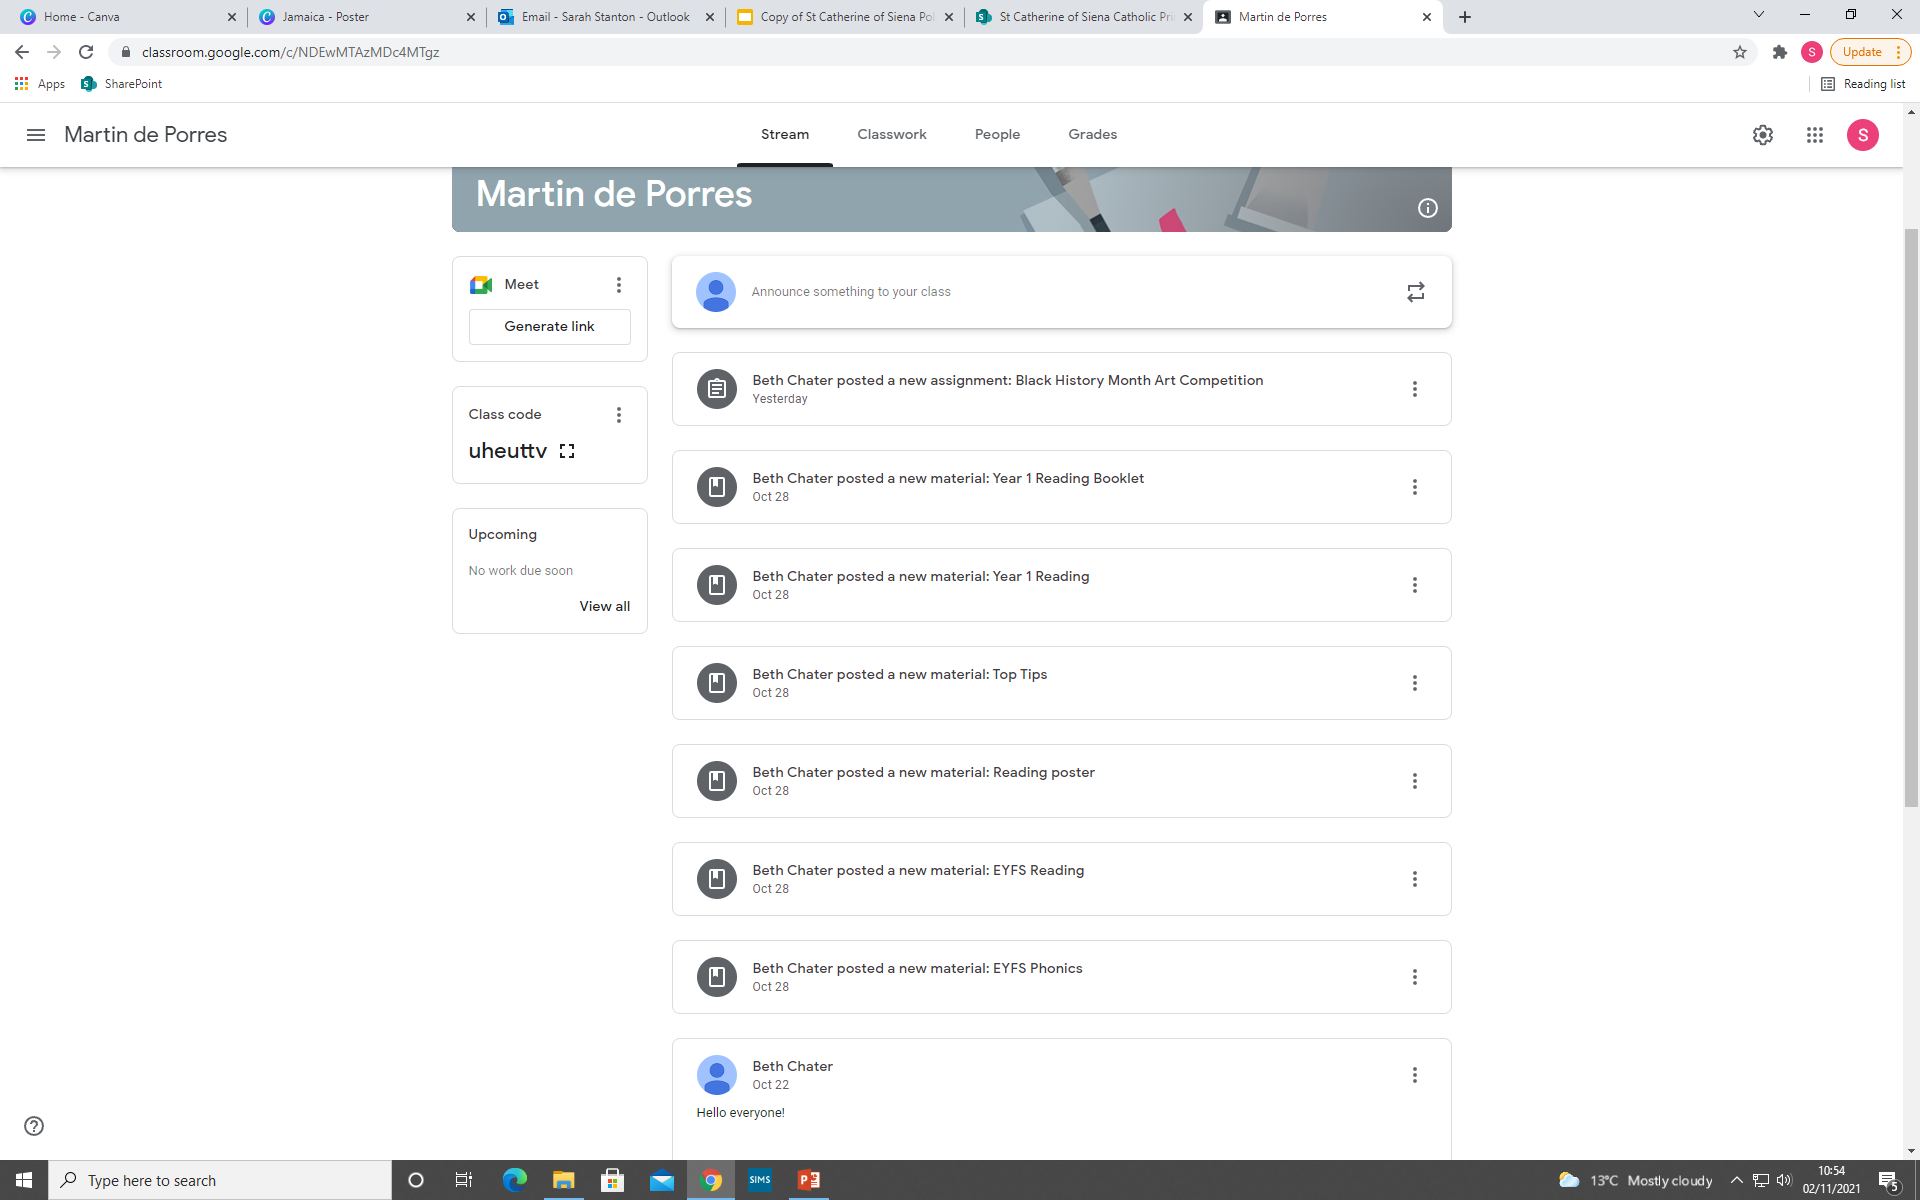 Home - Canva
Jamaica - Poster
Email - Sarah Stanton - Outlook
Copy of St Catherine of Siena Po
St Catherine of Siena Catholic Pri
Martin de Porres
classroom.google.com/c/NDEwMTAzMDc4MTgz
S
Update
Apps
SharePoint
Reading list
Martin de Porres
Stream
Classwork
People
Grades
S
Martin de Porres
Meet
Generate link
Class code
uheuttv
Upcoming
No work due soon
View all
Announce something to your class
Beth Chater posted a new assignment: Black History Month Art Competition
Yesterday
Beth Chater posted a new material: Year 1 Reading Booklet
Oct 28
Beth Chater posted a new material: Year 1 Reading
Oct 28
Beth Chater posted a new material: Top Tips
Oct 28
Beth Chater posted a new material: Reading poster
Oct 28
Beth Chater posted a new material: EYFS Reading
Oct 28
Beth Chater posted a new material: EYFS Phonics
Oct 28
Beth Chater
Oct 22
Hello everyone!
Type here to search
SIMS
13°C Mostly cloudy
10:54
02/11/2021
5